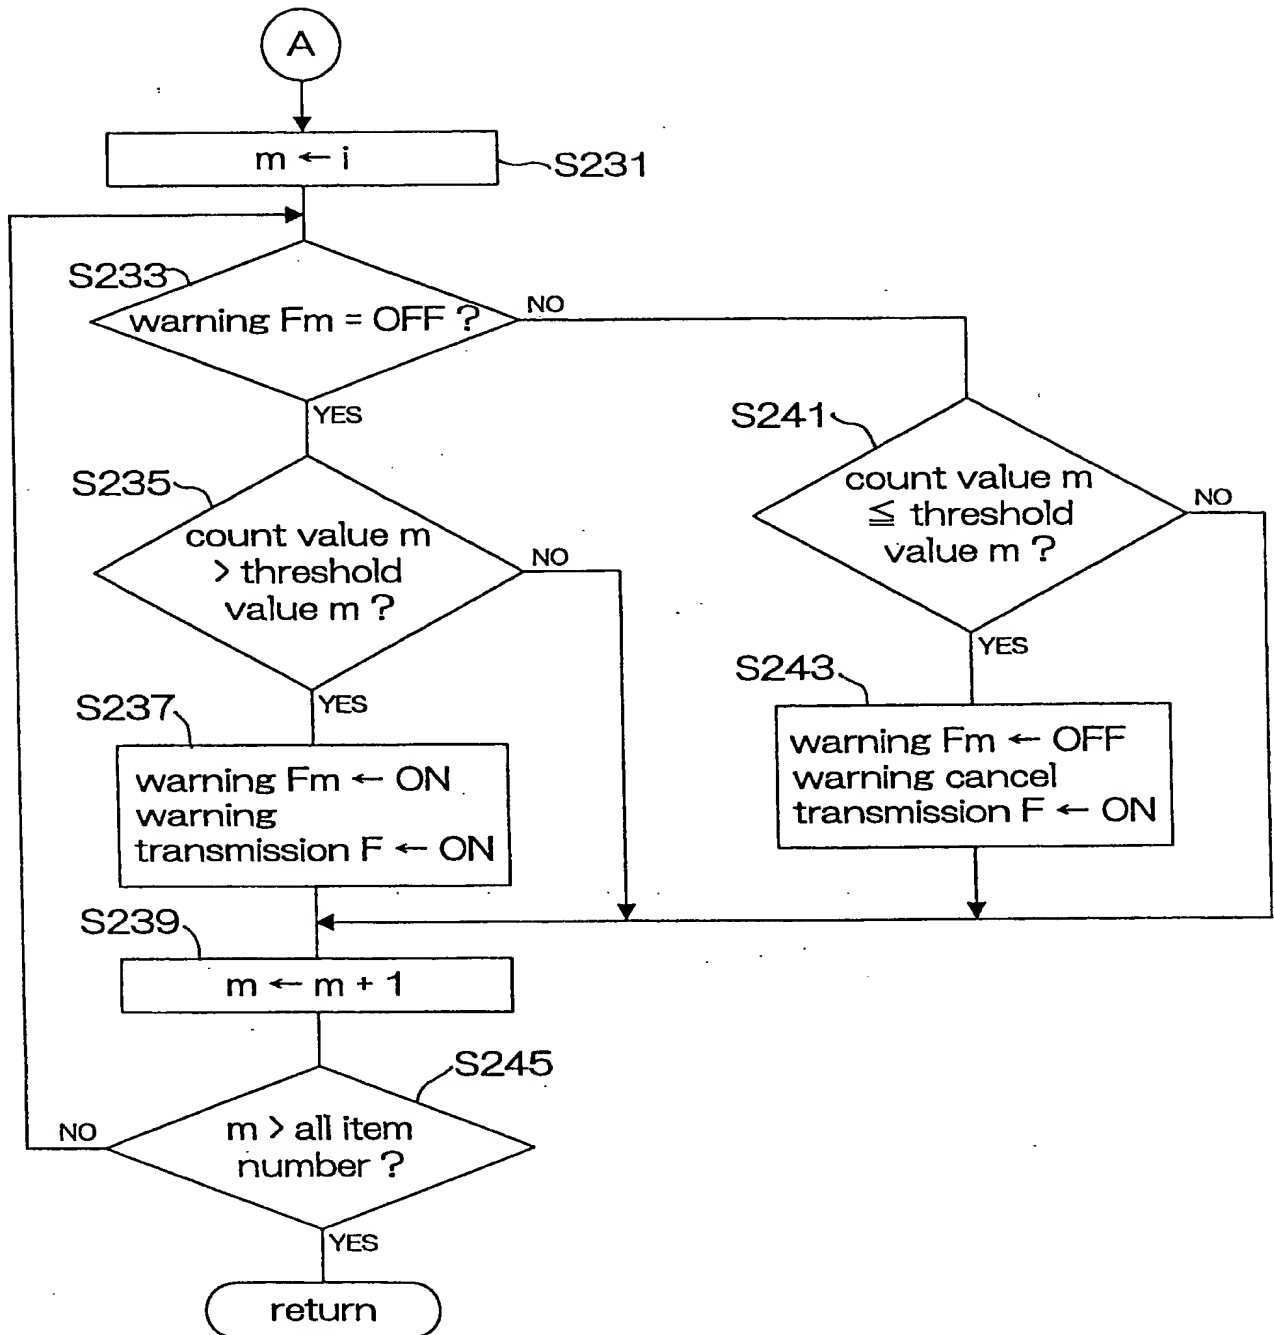 A
m ← i
S231
S233
warning Fm = OFF ?
NO
YES
S241
count value m
≦ threshold
value m ?
NO
YES
S235
count value m
> threshold
value m ?
NO
YES
S243
warning Fm ← OFF
warning cancel
transmission F ← ON
S237
warning Fm ← ON
warning
transmission F ← ON
S239
m ← m + 1
S245
m > all item
number ?
NO
YES
return